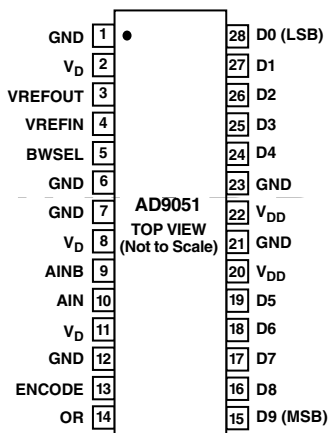 GND 1 28 D0 (LSB)
VD 2 27 D1
VREFOUT 3 26 D2
VREFIN 4 25 D3
BWSEL 5 24 D4
GND 6 23 GND
AD9051
TOP VIEW
(Not to Scale)
GND 7 22 VDD
VD 8 21 GND
AINB 9 20 VDD
AIN 10 19 D5
VD 11 18 D6
GND 12 17 D7
ENCODE 13 16 D8
OR 14 15 D9 (MSB)